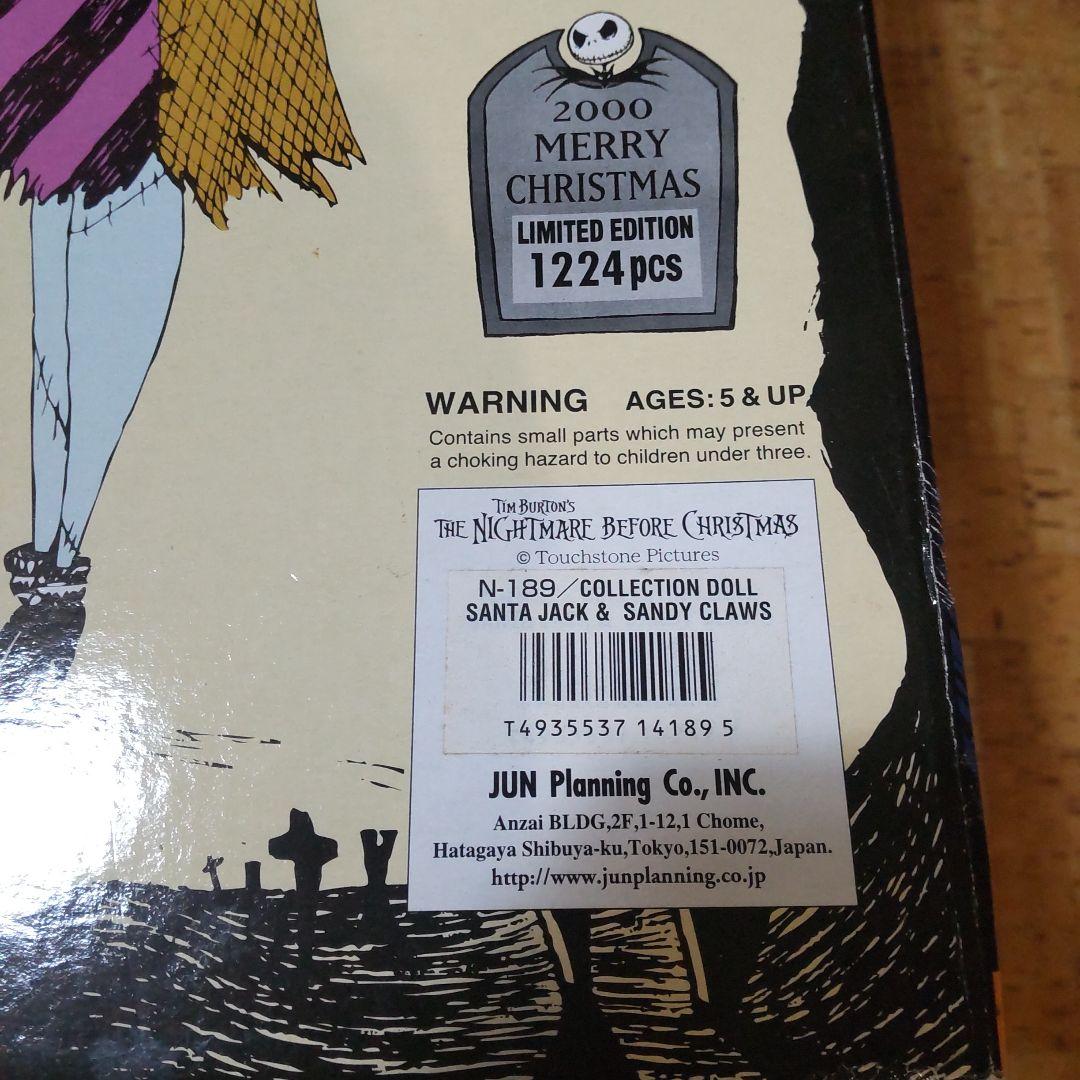 2000
MERRY
CHRISTMAS
LIMITED EDITION
1224pcs
WARNING AGES: 5 & UP
Contains small parts which may present
a choking hazard to children under three.
TIM BURTON'S
THE NIGHTMARE BEFORE CHRISTMAS
© Touchstone Pictures
N-189/COLLECTION DOLL
SANTA JACK & SANDY CLAWS
T4935537 14189 5
JUN Planning Co., INC.
Anzai BLDG,2F,1-12,1 Chome,
Hatagaya Shibuya-ku,Tokyo,151-0072,Japan.
http://www.junplanning.co.jp